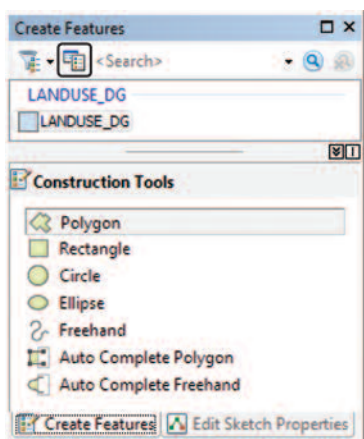 Create Features
<Search>
LANDUSE_DG
LANDUSE_DG
Construction Tools
Polygon
Rectangle
Circle
Ellipse
Freehand
Auto Complete Polygon
Auto Complete Freehand
Create Features Edit Sketch Properties